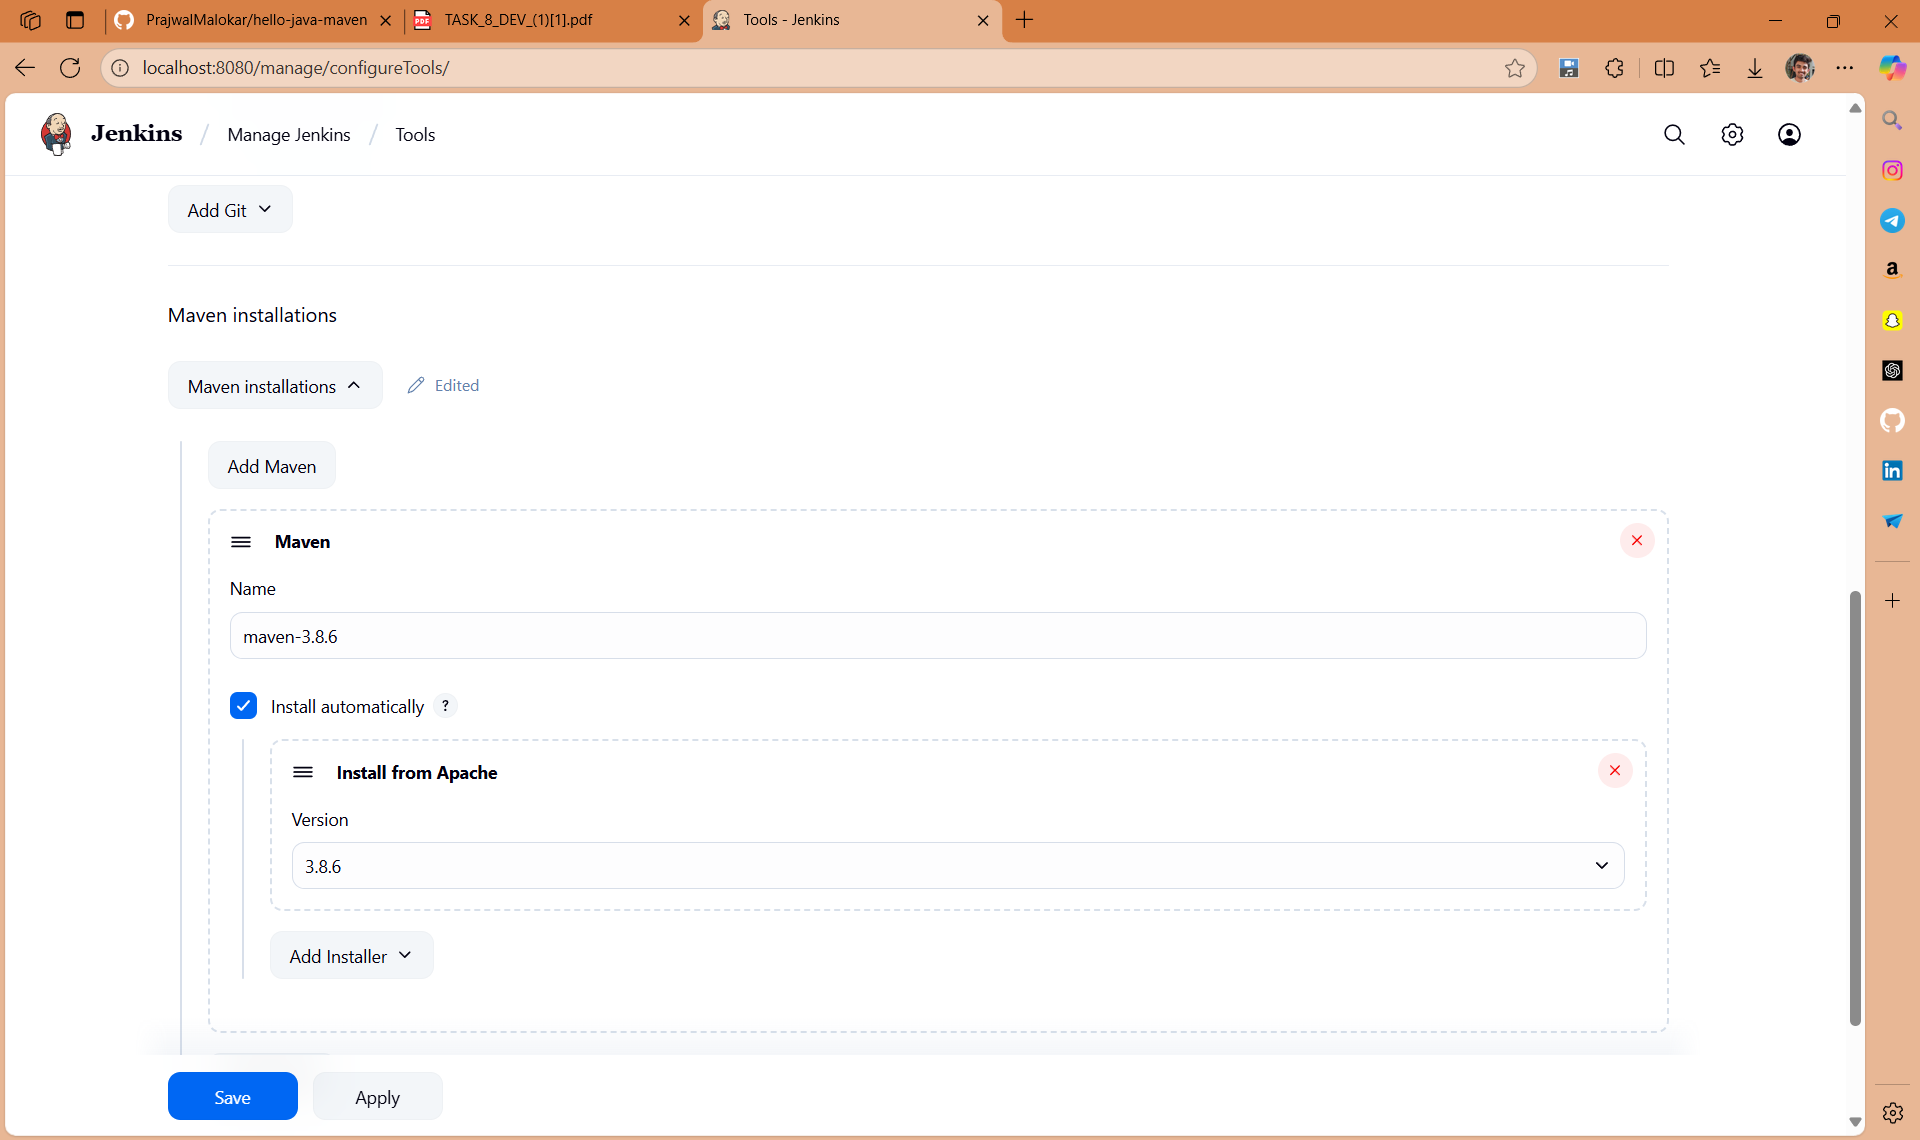 PrajwalMalokar/hello-java-maven
TASK_8_DEV_(1)[1].pdf
Tools - Jenkins
localhost:8080/manage/configureTools/
Jenkins / Manage Jenkins / Tools
Add Git
Maven installations
Maven installations
Edited
Add Maven
Maven
Name
maven-3.8.6
Install automatically ?
Install from Apache
Version
3.8.6
Add Installer
Save
Apply